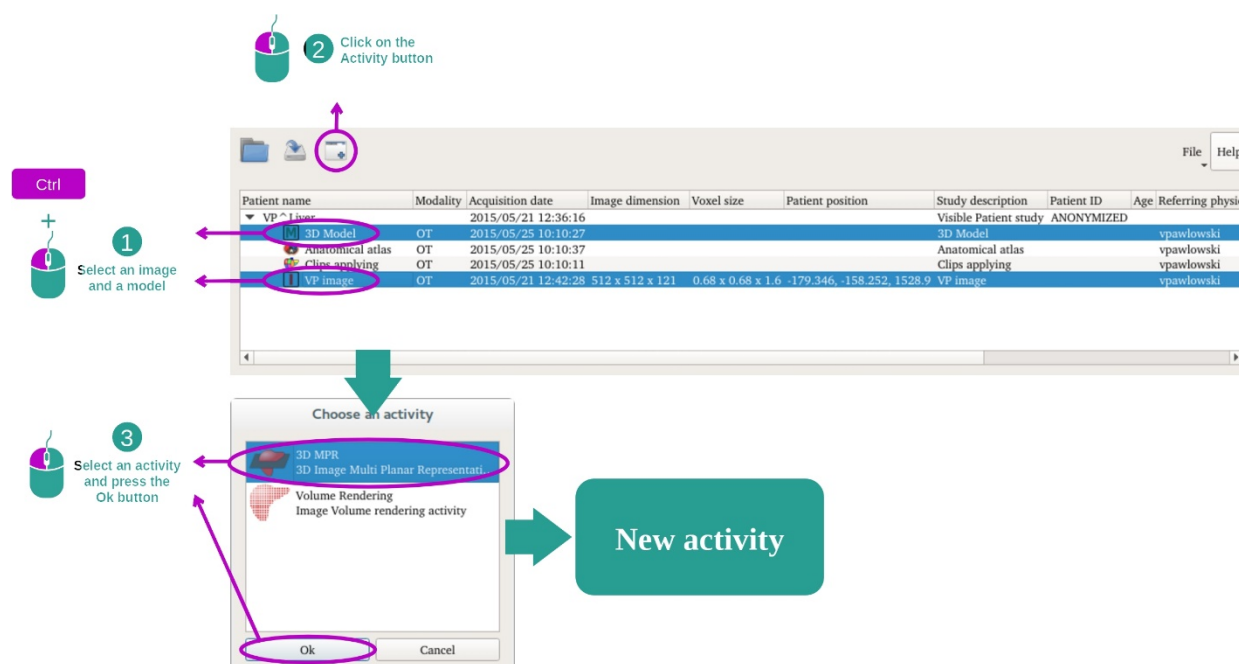 2 Click on the
Activity button
File Help
Ctrl
+
1
Select an image
and a model
Patient name Modality Acquisition date Image dimension Voxel size Patient position Study description Patient ID Age Referring physi
VP^Liver 2015/05/21 12:36:16 Visible Patient study ANONYMIZED
3D Model OT 2015/05/25 10:10:27 3D Model vpawlowski
Anatomical atlas OT 2015/05/25 10:10:37 Anatomical atlas vpawlowski
Clips applying OT 2015/05/25 10:10:11 Clips applying vpawlowski
VP image OT 2015/05/21 12:42:28 512 x 512 x 121 0.68 x 0.68 x 1.6 -179.346, -158.252, 1528.9 VP image vpawlowski
Choose an activity
3
Select an activity
and press the
Ok button
3D MPR
3D Image Multi Planar Representati..
Volume Rendering
Image Volume rendering activity
New activity
Ok Cancel